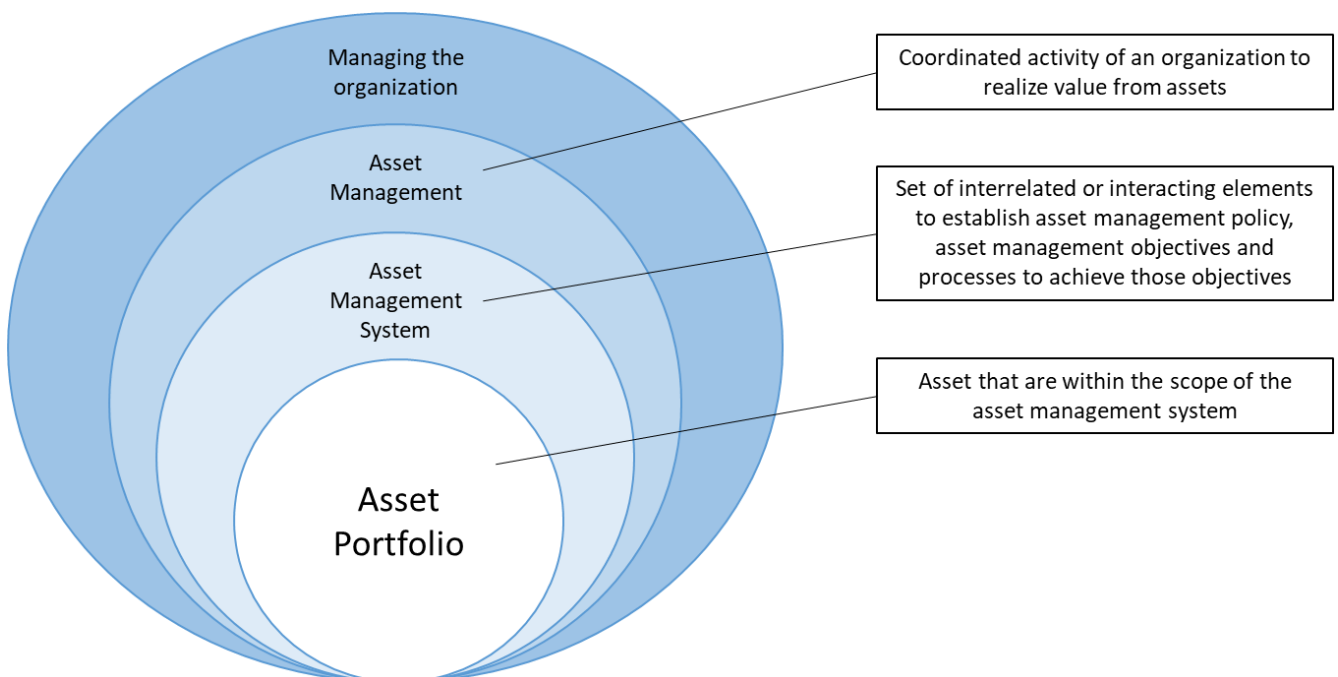 Managing the
organization
Asset
Management
Asset
Management
System
Asset
Portfolio
Coordinated activity of an organization to
realize value from assets
Set of interrelated or interacting elements
to establish asset management policy,
asset management objectives and
processes to achieve those objectives
Asset that are within the scope of the
asset management system